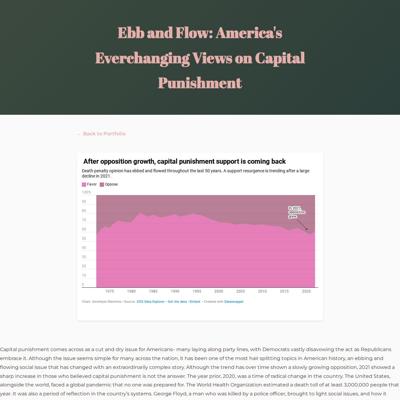 Ebb and Flow: America's
Everchanging Views on Capital
Punishment
← Back to Portfolio
After opposition growth, capital punishment support is coming back
Death penalty opinion has ebbed and flowed throughout the last 50 years. A support resurgence is trending after a large
decline in 2021.
Favor Oppose
100%
90
80
70
60
50
40
30
20
10
0
1975 1980 1985 1990 1995 2000 2005 2010 2015 2020
Source: GSS Data Explorer • Get the data • Embed • Created with Datawrapper
Capital punishment comes across as a cut and dry issue for Americans- many laying along party lines, with Democrats vastly disavowing the act as Republicans
embrace it. Although the issue seems simple for many across the nation, it has been one of the most hair splitting topics in American history, an ebbing and
flowing social issue that has changed with an extraordinarily complex story. Although the trend has over time shown a slowly growing opposition, 2021 showed a
sharp increase in those who believed capital punishment is not the answer. The year prior, 2020, was a time of radical change in the country. The United States,
alongside the world, faced a global pandemic that no one was prepared for. The World Health Organization estimated a death toll of at least 3,000,000 people that
year. It was also a period of reflection in the country's systems. George Floyd, a man who was killed by a police officer, brought to light social issues, and how it